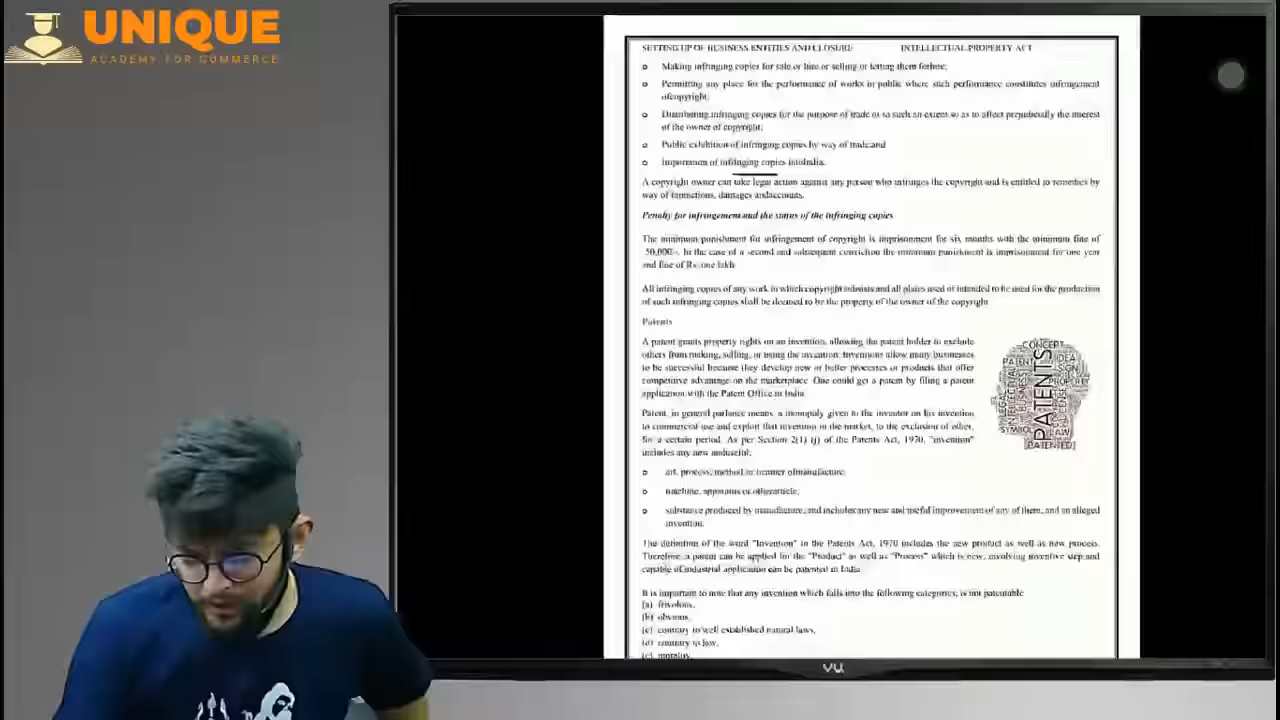 UNIQUE
ACADEMY FOR COMMERCE
SETTING UP OF BUSINESS ENTITIES AND CLOSURE INTELLECTUAL PROPERTY ACT
o Making infringing copies for sale or hire or selling or letting them forhire;
o Permitting any place for the performance of works in public where such performance constitutes infringement
ofcopyright;
o Distributing infringing copies for the purpose of trade or to such an extent so as to affect prejudicially the interest
of the owner of copyright;
o Public exhibition of infringing copies by way of trade;and
o Importation of infringing copies intoIndia.
A copyright owner can take legal action against any person who infringes the copyright and is entitled to remedies by
way of injunctions, damages andaccounts.
Penalty for infringement and the status of the infringing copies
The minimum punishment for infringement of copyright is imprisonment for six months with the minimum fine of
50,000/-. In the case of a second and subsequent conviction the minimum punishment is imprisonment for one year
and fine of Rs. one lakh
All infringing copies of any work in which copyright subsists and all plates used or intended to be used for the production
of such infringing copies shall be deemed to be the property of the owner of the copyright
Patents
A patent grants property rights on an invention, allowing the patent holder to exclude
others from making, selling, or using the invention. Inventions allow many businesses
to be successful because they develop new or better processes or products that offer
competitive advantage on the marketplace. One could get a patent by filing a patent
application with the Patent Office in India
Patent, in general parlance means, a monopoly given to the inventor on his invention
to commercial use and exploit that invention in the market, to the exclusion of other,
for a certain period. As per Section 2(1) (j) of the Patents Act, 1970, "invention"
includes any new anduseful;
CONCEPT
PATENT
IDEA
SIGN
PROPERTY
PATENTS
LEGAL
INTELLECTUAL
BUSINESS
SYMBOL
LAW
PATENTED
o art, process, method or manner ofmanufacture;
o machine, apparatus or otherarticle;
o substance produced by manufacture, and includes any new and useful improvement of any of them, and an alleged
invention.
The definition of the word "Invention" in the Patents Act, 1970 includes the new product as well as new process.
Therefore, a patent can be applied for the "Product" as well as "Process" which is new, involving inventive step and
capable of industrial application can be patented in India
It is important to note that any invention which falls into the following categories, is not patentable
(a) frivolous,
(b) obvious,
(c) contrary to well established natural laws,
(d) contrary to law,
(e) morality,
VU